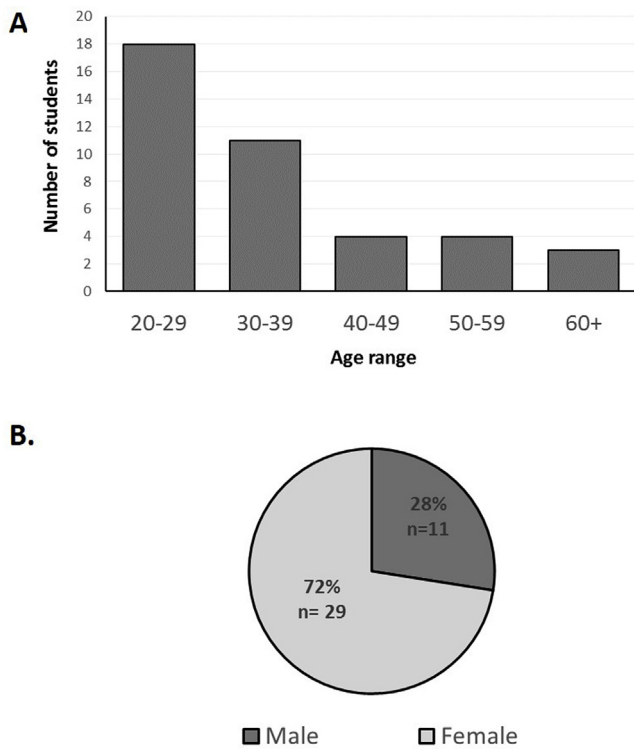 A
Number of students
20
18
16
14
12
10
8
6
4
2
0
20-29 30-39 40-49 50-59 60+
Age range
B.
28%
n=11
72%
n= 29
Male Female